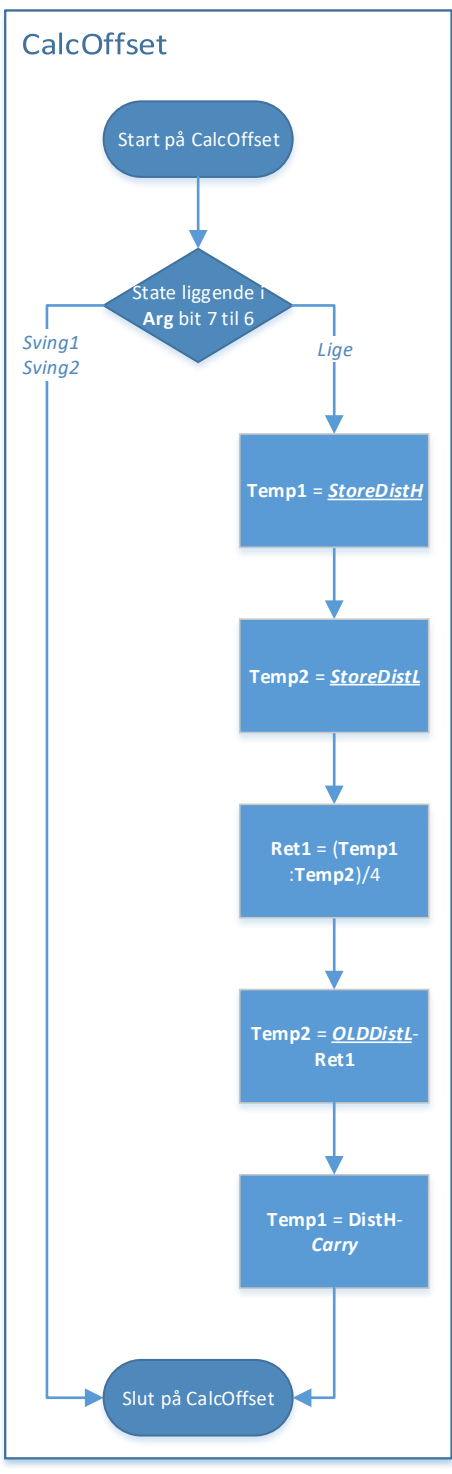 CalcOffset
Start på CalcOffset
State liggende i
Arg bit 7 til 6
Sving1
Sving2
Lige
Temp1 = StoreDistH
Temp2 = StoreDistL
Ret1 = (Temp1
:Temp2)/4
Temp2 = OLDDistL-
Ret1
Temp1 = DistH-
Carry
Slut på CalcOffset